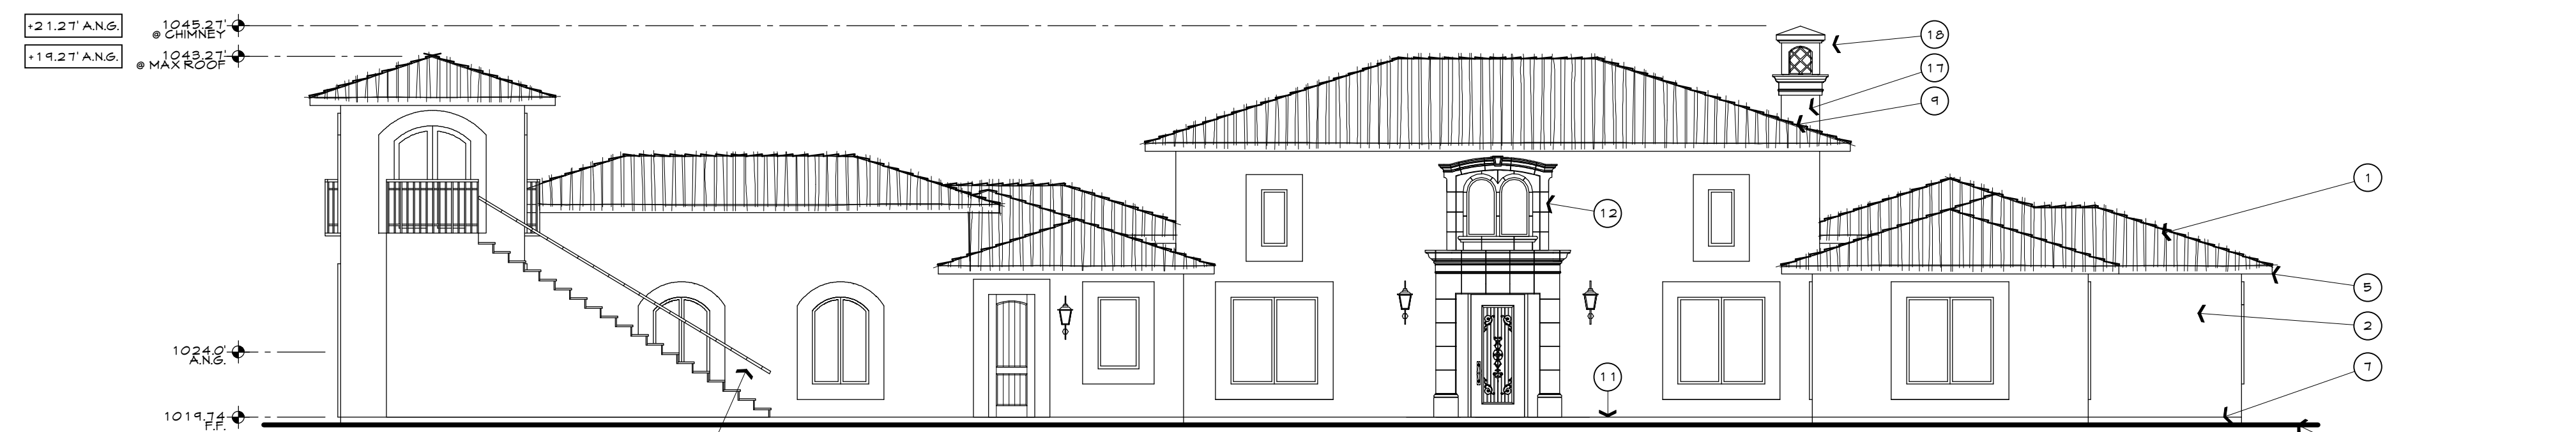 +21.27' A.N.G.
1045.27'
@ CHIMNEY
+19.27' A.N.G.
1043.27'
@ MAX ROOF
18
17
9
1
12
5
2
1024.0'
A.N.G.
7
11
1019.74
F.F.